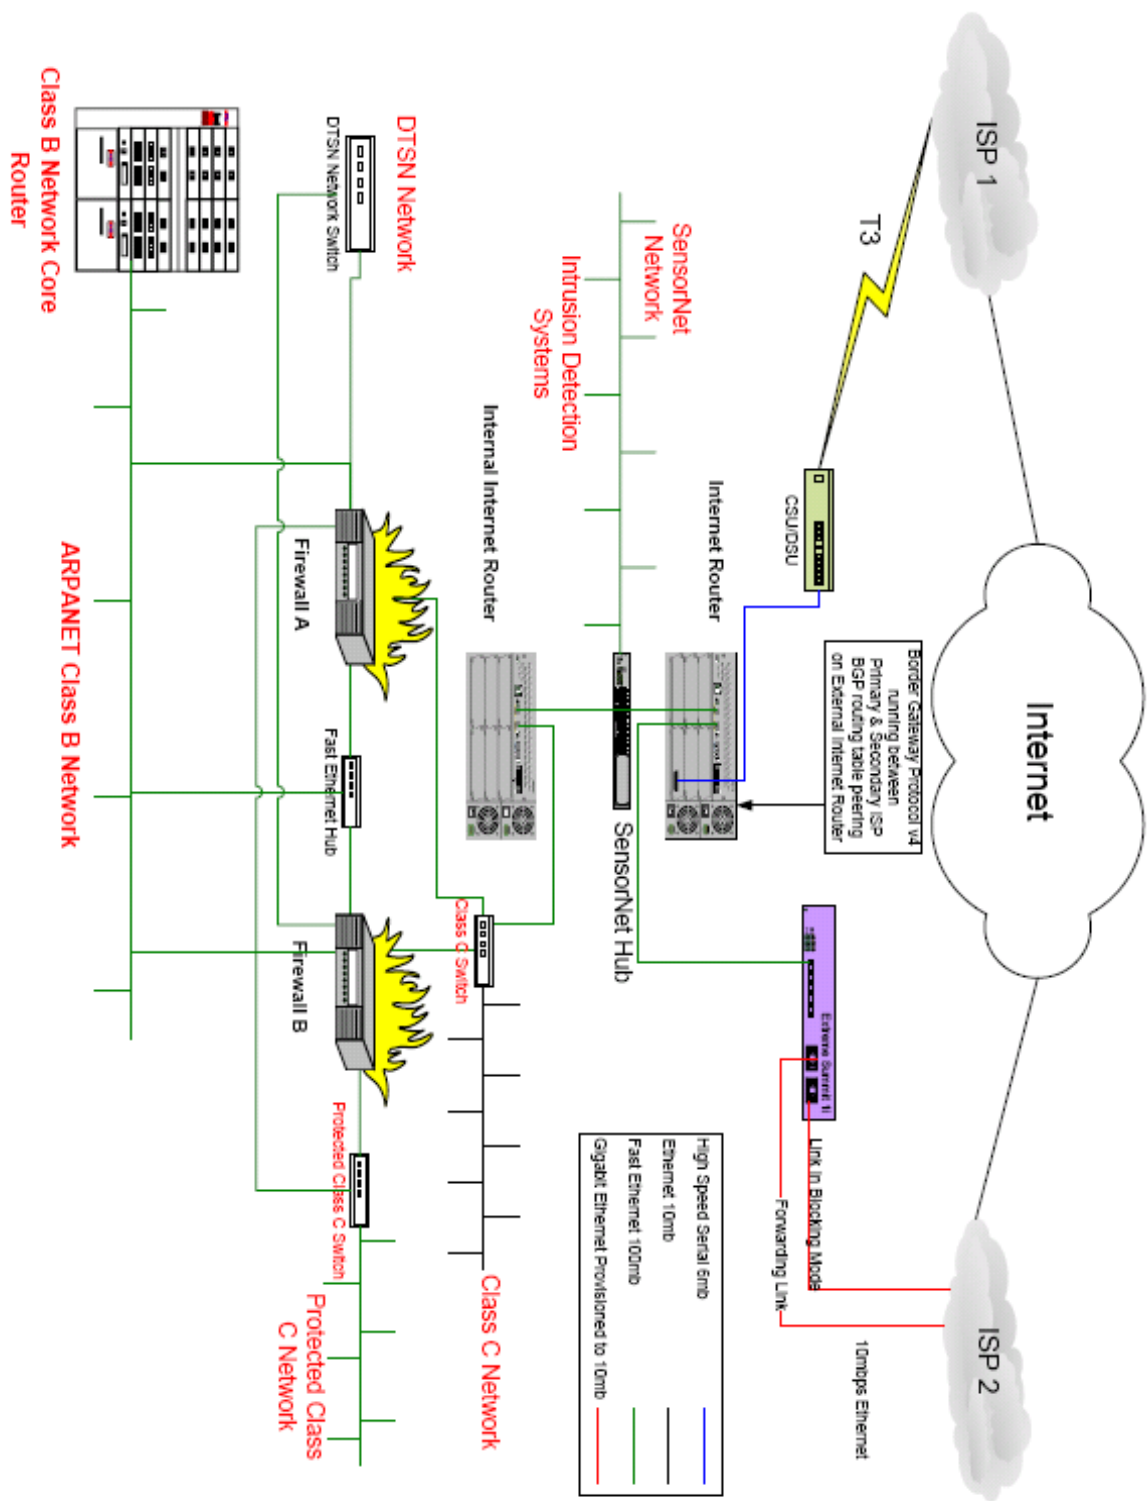 ISP 1
Internet
ISP 2
T3
CSU/DSU
Border Gateway Protocol v4
running between
Primary & Secondary ISP
BGP routing table peering
on External Internet Router
Extreme Summit 1i
Link in Blocking Mode
Forwarding Link
10mbps Ethernet
Internet Router
SensorNet
Network
Intrusion Detection
Systems
SensorNet Hub
High Speed Serial 6mb
Ethernet 10mb
Fast Ethernet 100mb
Gigabit Ethernet Provisioned to 10mb
Internal Internet Router
Class C Switch
Class C Network
DTSN Network
DTSN Network Switch
Firewall A
Fast Ethernet Hub
Firewall B
Protected Class C Switch
Protected Class
C Network
Class B Network Core
Router
ARPANET Class B Network